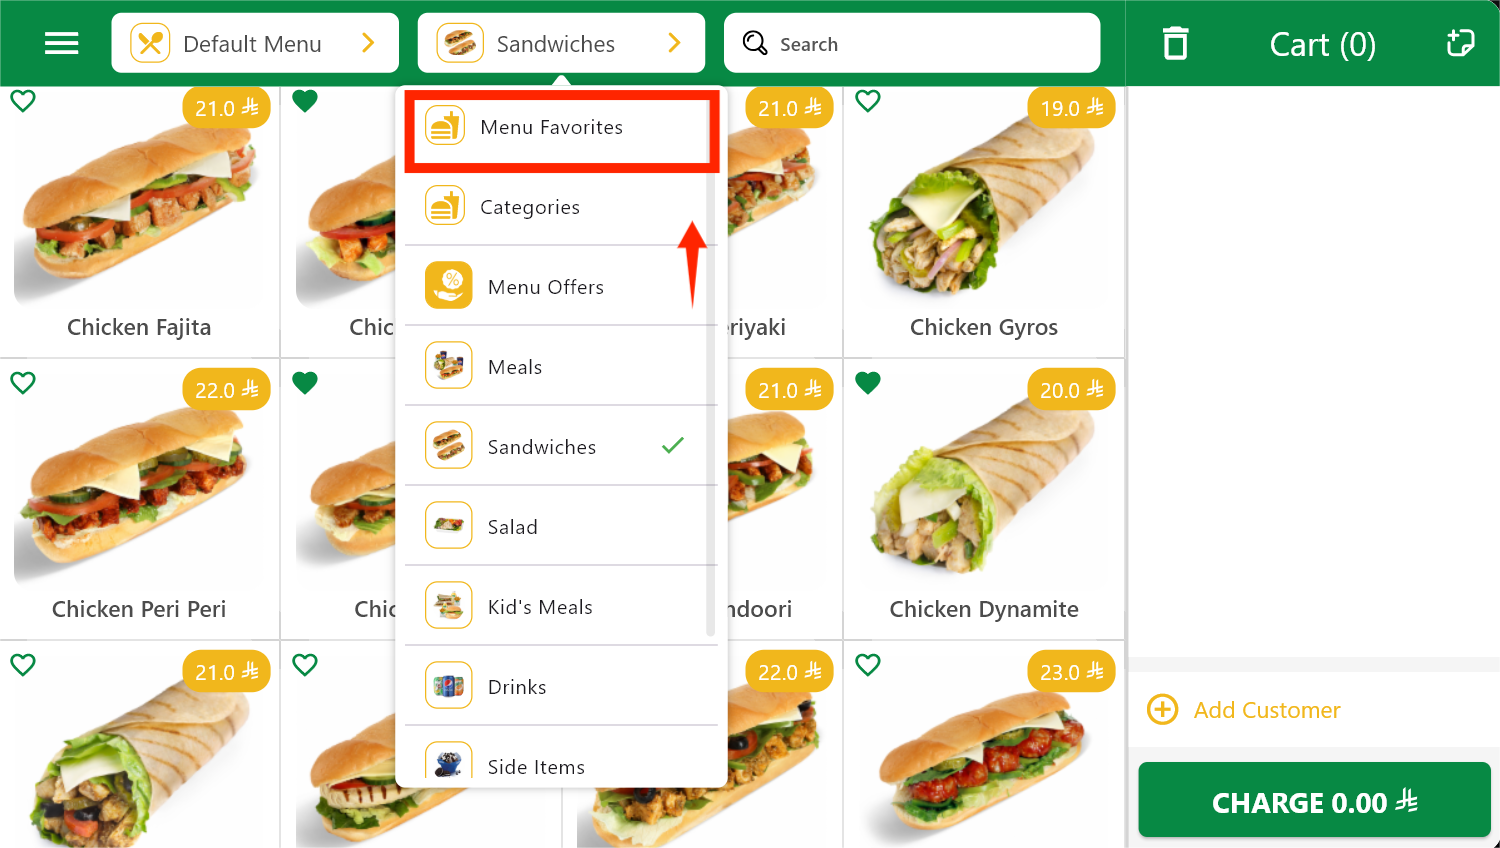 Default Menu
Sandwiches
Search
Cart (0)
21.0
21.0
19.0
Menu Favorites
Categories
Menu Offers
Chicken Fajita
Chic
eriyaki
Chicken Gyros
22.0
21.0
20.0
Meals
Sandwiches
Salad
Chicken Peri Peri
Chic
ndoori
Chicken Dynamite
Kid's Meals
21.0
22.0
23.0
Drinks
Add Customer
Side Items
CHARGE 0.00